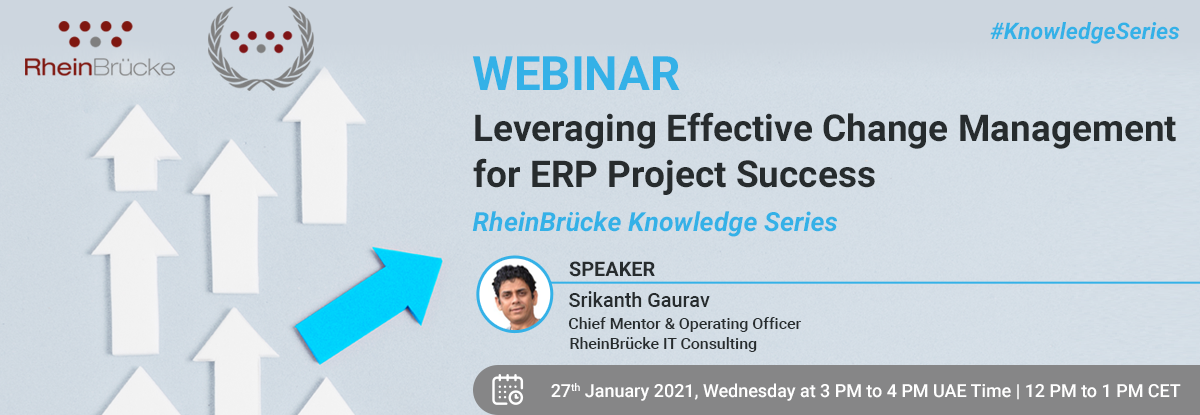 RheinBrücke
#KnowledgeSeries
WEBINAR
Leveraging Effective Change Management
for ERP Project Success
RheinBrücke Knowledge Series
SPEAKER
Srikanth Gaurav
Chief Mentor & Operating Officer
RheinBrücke IT Consulting
27th January 2021, Wednesday at 3 PM to 4 PM UAE Time | 12 PM to 1 PM CET